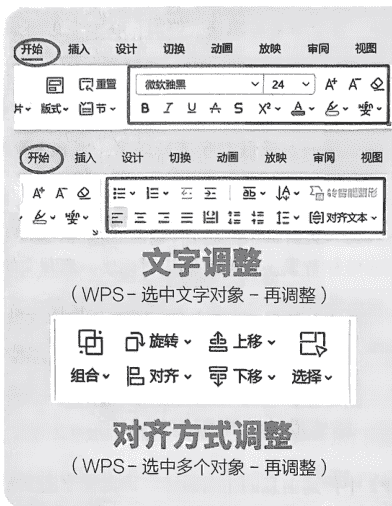 开始 插入 设计 切换 动画 放映 审阅 视图
重置
微软雅黑 24 A⁺ A⁻
片 版式 节 B I U A S X² A
开始 插入 设计 切换 动画 放映 审阅 视图
A⁺ A⁻ 转智能图形
对齐文本
文字调整
(WPS-选中文字对象-再调整)
旋转 上移
组合 对齐 下移 选择
对齐方式调整
(WPS-选中多个对象-再调整)